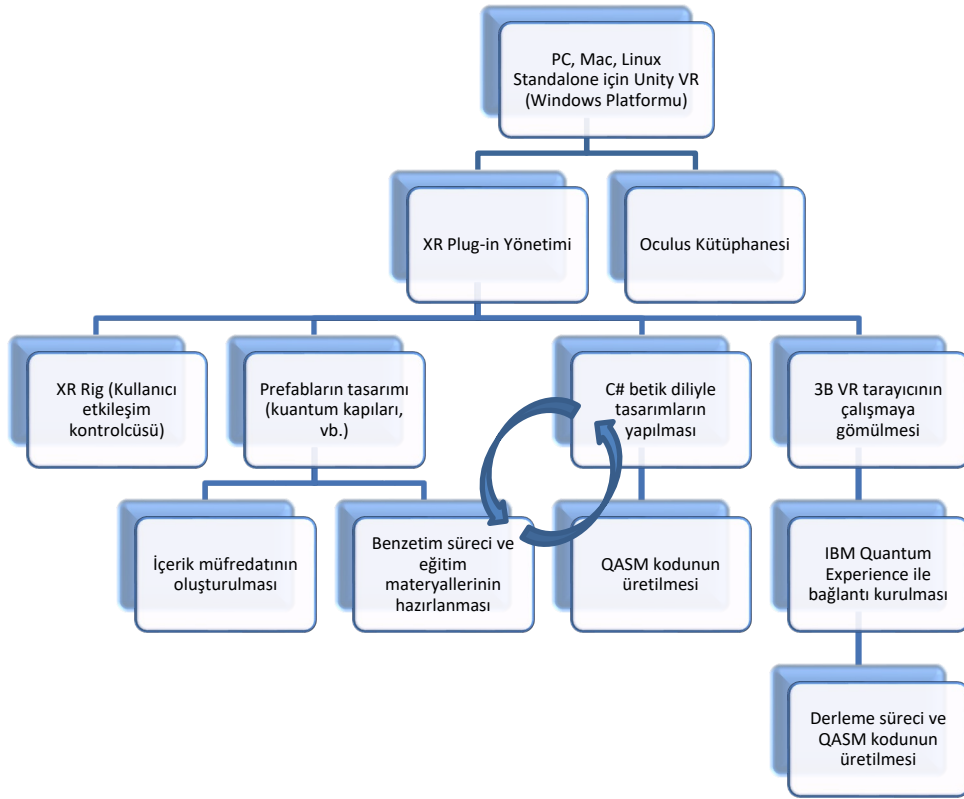 PC, Mac, Linux
Standalone için Unity VR
(Windows Platformu)
XR Plug-in Yönetimi
Oculus Kütüphanesi
XR Rig (Kullanıcı
etkileşim
kontrolcüsü)
Prefabların tasarımı
(kuantum kapıları,
vb.)
C# betik diliyle
tasarımların
yapılması
3B VR tarayıcının
çalışmaya
gömülmesi
İçerik müfredatının
oluşturulması
Benzetim süreci ve
eğitim
materyallerinin
hazırlanması
QASM kodunun
üretilmesi
IBM Quantum
Experience ile
bağlantı kurulması
Derleme süreci ve
QASM kodunun
üretilmesi